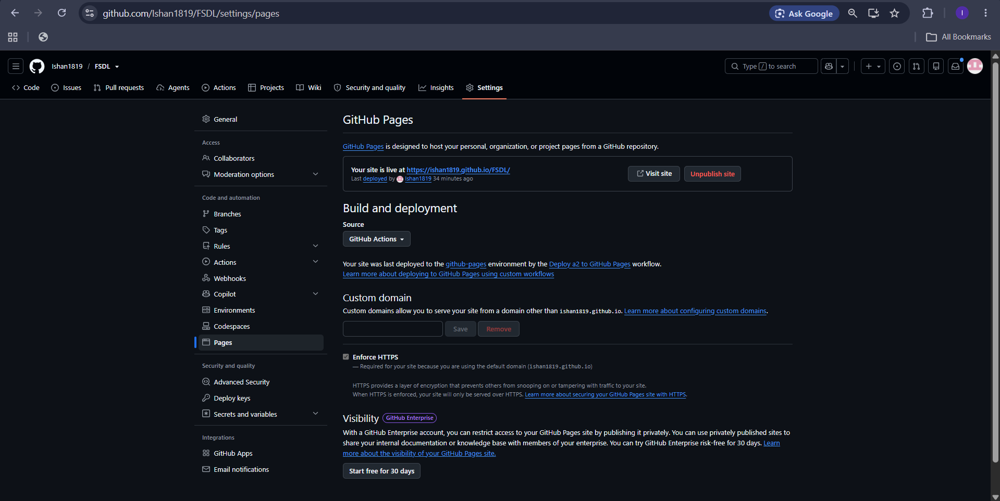 github.com/Ishan1819/FSDL/settings/pages
Ask Google
All Bookmarks
Ishan1819 / FSDL
Type / to search
Code
Issues
Pull requests
Agents
Actions
Projects
Wiki
Security and quality
Insights
Settings
General
Access
Collaborators
Moderation options
Code and automation
Branches
Tags
Rules
Actions
Webhooks
Copilot
Environments
Codespaces
Pages
Security and quality
Advanced Security
Deploy keys
Secrets and variables
Integrations
GitHub Apps
Email notifications
GitHub Pages
GitHub Pages is designed to host your personal, organization, or project pages from a GitHub repository.
Your site is live at https://ishan1819.github.io/FSDL/
Last deployed by Ishan1819 34 minutes ago
Visit site
Unpublish site
Build and deployment
Source
GitHub Actions
Your site was last deployed to the github-pages environment by the Deploy a2 to GitHub Pages workflow.
Learn more about deploying to GitHub Pages using custom workflows
Custom domain
Custom domains allow you to serve your site from a domain other than ishan1819.github.io. Learn more about configuring custom domains.
Save
Remove
Enforce HTTPS
— Required for your site because you are using the default domain (ishan1819.github.io)
HTTPS provides a layer of encryption that prevents others from snooping on or tampering with traffic to your site.
When HTTPS is enforced, your site will only be served over HTTPS. Learn more about securing your GitHub Pages site with HTTPS.
Visibility GitHub Enterprise
With a GitHub Enterprise account, you can restrict access to your GitHub Pages site by publishing it privately. You can use privately published sites to
share your internal documentation or knowledge base with members of your enterprise. You can try GitHub Enterprise risk-free for 30 days. Learn
more about the visibility of your GitHub Pages site.
Start free for 30 days